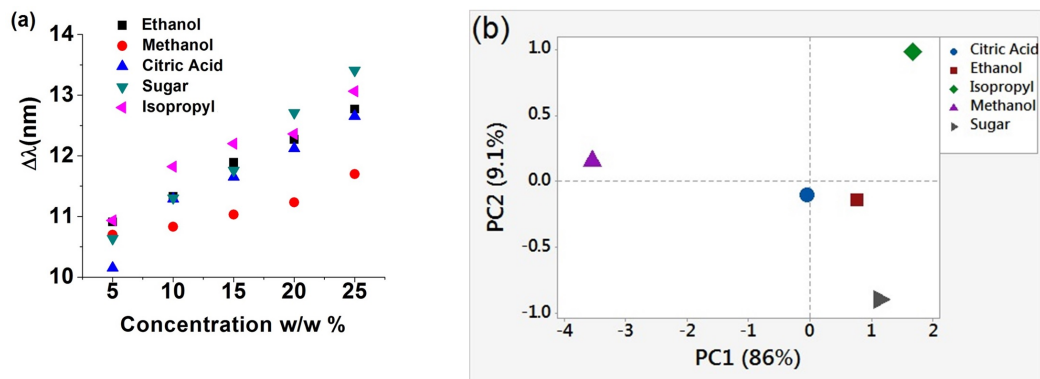 (a)
Ethanol
Methanol
Citric Acid
Sugar
Isopropyl
14
13
12
11
10
Δλ(nm)
5 10 15 20 25
Concentration w/w %
(b)
Citric Acid
Ethanol
Isopropyl
Methanol
Sugar
1.0
0.5
0.0
-0.5
-1.0
PC2 (9.1%)
-4 -3 -2 -1 0 1 2
PC1 (86%)